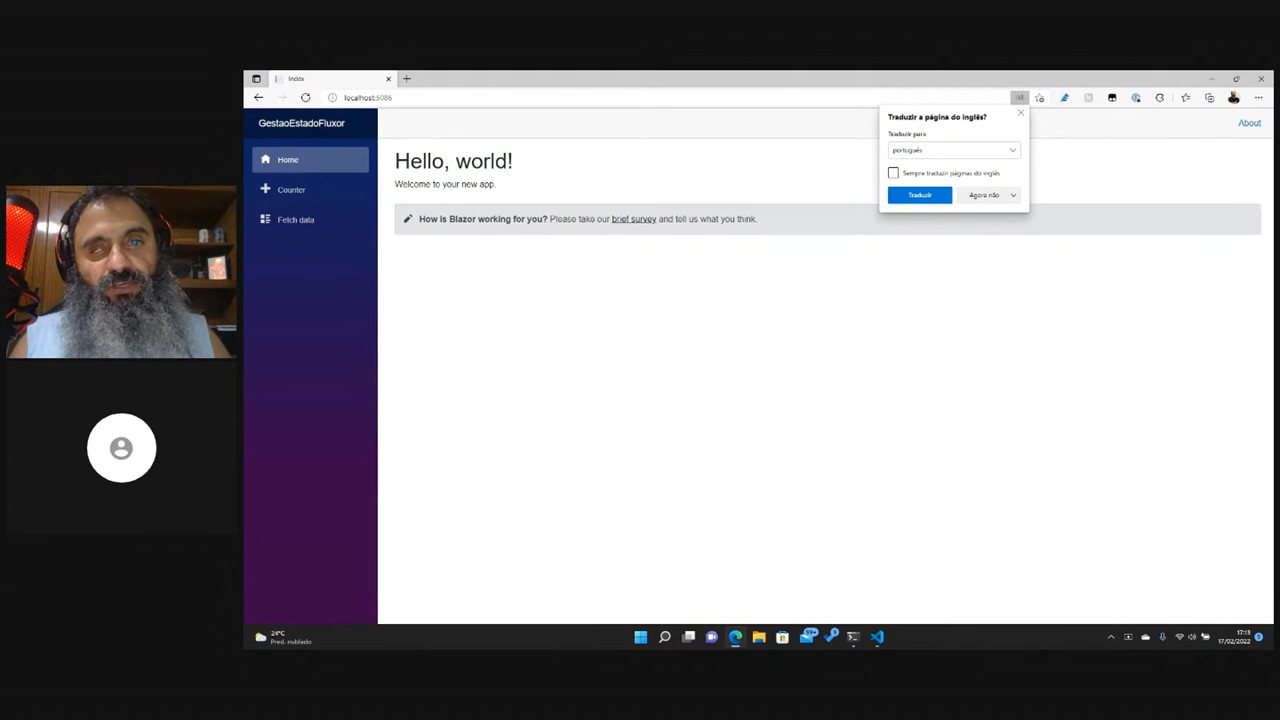 Index
localhost:5086
GestaoEstadoFluxor
About
Home
Counter
Fetch data
Hello, world!
Welcome to your new app.
How is Blazor working for you? Please take our brief survey and tell us what you think.
Traduzir a página do inglês?
Traduzir para
português
Sempre traduzir páginas do inglês
Traduzir
Agora não
24°C
Pred. nublado
17:13
17/02/2022